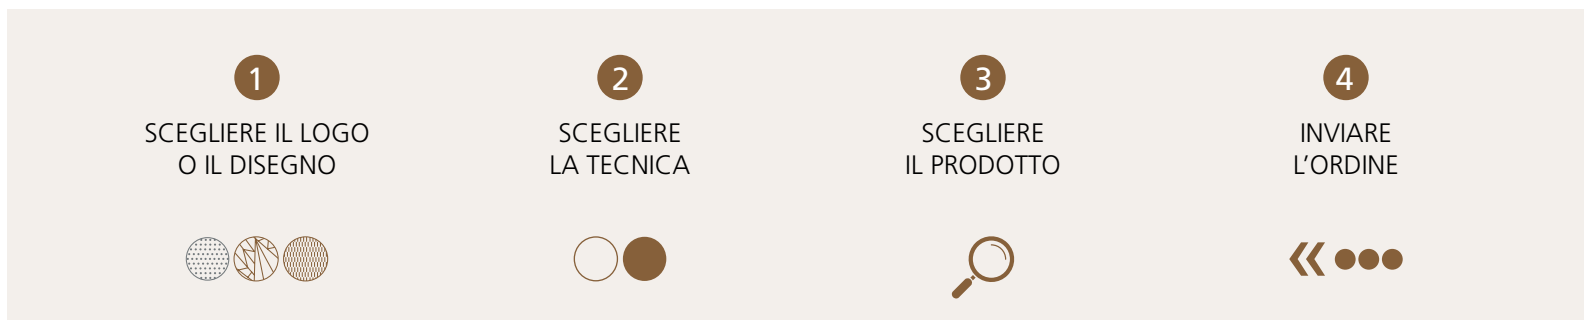 1
SCEGLIERE IL LOGO
O IL DISEGNO
2
SCEGLIERE
LA TECNICA
3
SCEGLIERE
IL PRODOTTO
4
INVIARE
L’ORDINE